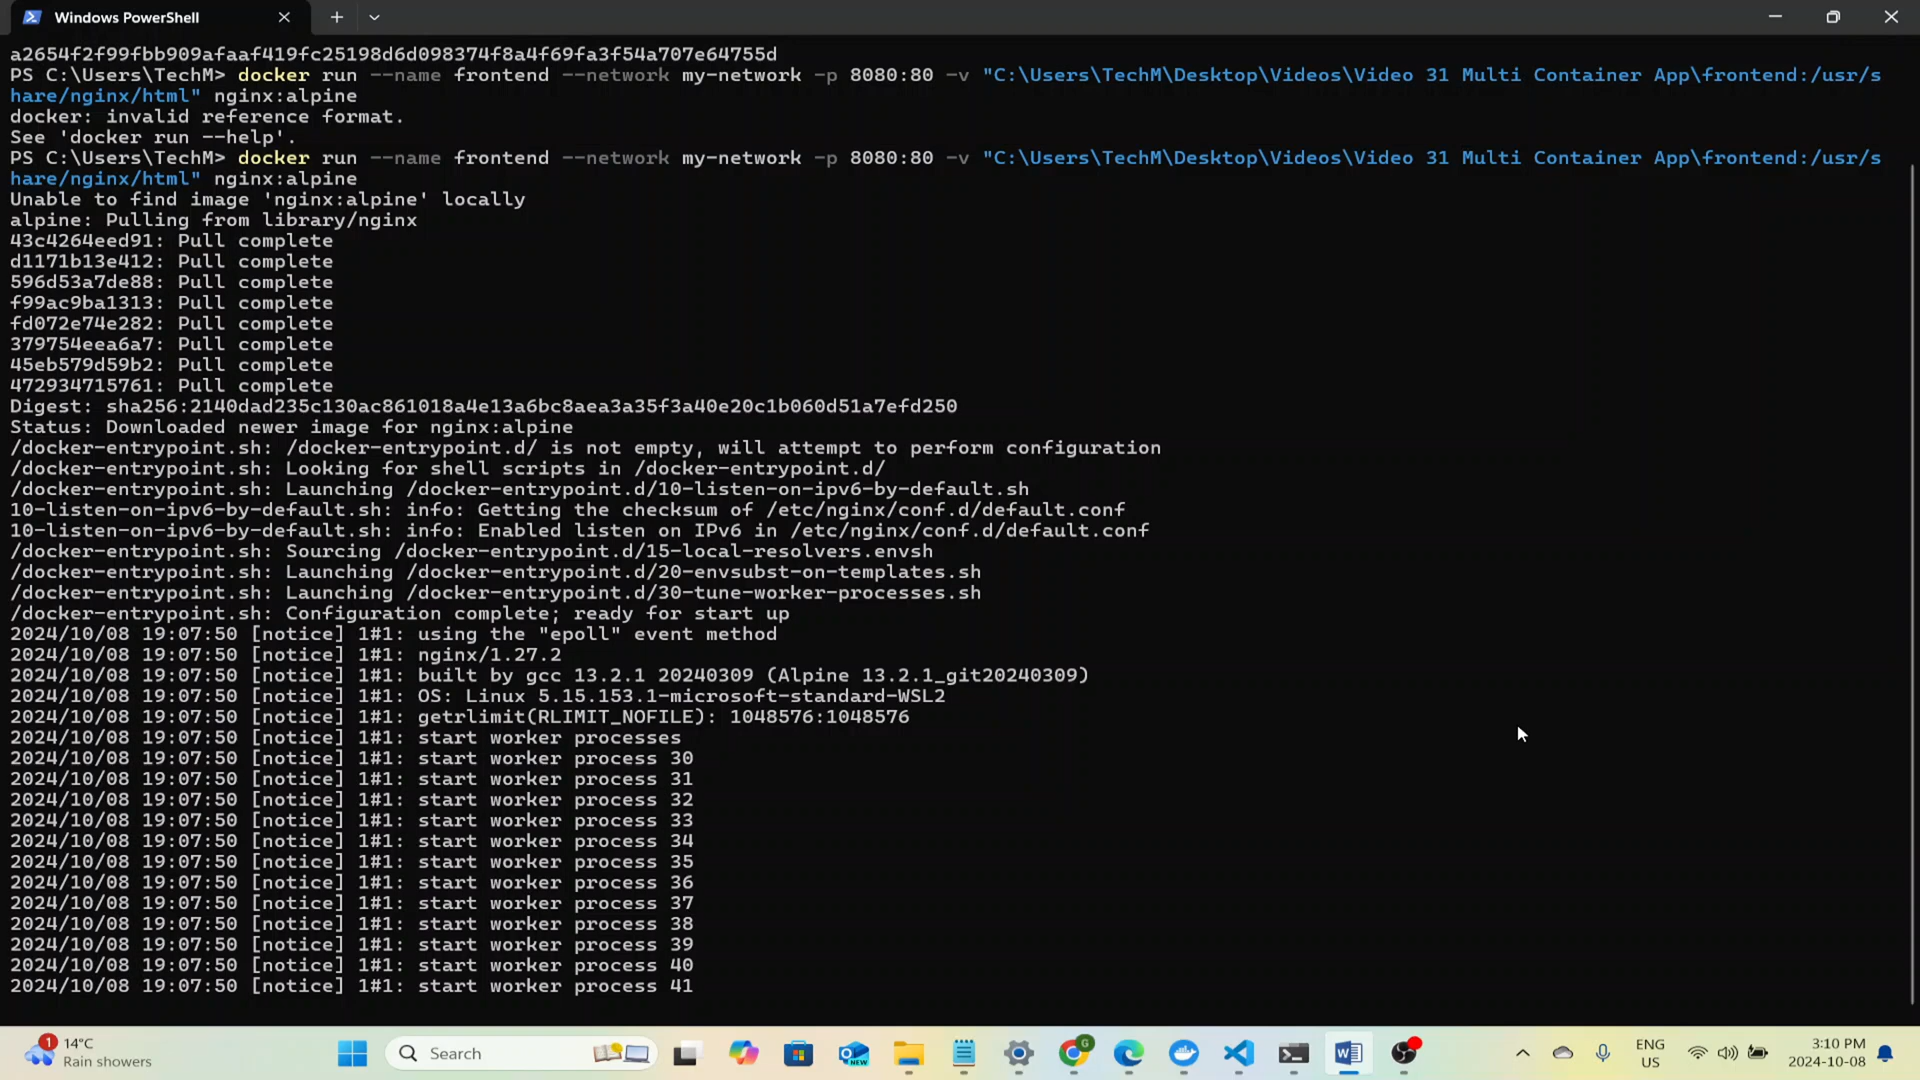 Windows PowerShell
a2654f2f99fbb909afaaf419fc25198d6d098374f8a4f69fa3f54a707e64755d
PS C:\Users\TechM> docker run --name frontend --network my-network -p 8080:80 -v "C:\Users\TechM\Desktop\Videos\Video 31 Multi Container App\frontend:/usr/s
hare/nginx/html" nginx:alpine
docker: invalid reference format.
See 'docker run --help'.
PS C:\Users\TechM> docker run --name frontend --network my-network -p 8080:80 -v "C:\Users\TechM\Desktop\Videos\Video 31 Multi Container App\frontend:/usr/s
hare/nginx/html" nginx:alpine
Unable to find image 'nginx:alpine' locally
alpine: Pulling from library/nginx
43c4264eed91: Pull complete
d1171b13e412: Pull complete
596d53a7de88: Pull complete
f99ac9ba1313: Pull complete
fd072e74e282: Pull complete
379754eea6a7: Pull complete
45eb579d59b2: Pull complete
472934715761: Pull complete
Digest: sha256:2140dad235c130ac861018a4e13a6bc8aea3a35f3a40e20c1b060d51a7efd250
Status: Downloaded newer image for nginx:alpine
/docker-entrypoint.sh: /docker-entrypoint.d/ is not empty, will attempt to perform configuration
/docker-entrypoint.sh: Looking for shell scripts in /docker-entrypoint.d/
/docker-entrypoint.sh: Launching /docker-entrypoint.d/10-listen-on-ipv6-by-default.sh
10-listen-on-ipv6-by-default.sh: info: Getting the checksum of /etc/nginx/conf.d/default.conf
10-listen-on-ipv6-by-default.sh: info: Enabled listen on IPv6 in /etc/nginx/conf.d/default.conf
/docker-entrypoint.sh: Sourcing /docker-entrypoint.d/15-local-resolvers.envsh
/docker-entrypoint.sh: Launching /docker-entrypoint.d/20-envsubst-on-templates.sh
/docker-entrypoint.sh: Launching /docker-entrypoint.d/30-tune-worker-processes.sh
/docker-entrypoint.sh: Configuration complete; ready for start up
2024/10/08 19:07:50 [notice] 1#1: using the "epoll" event method
2024/10/08 19:07:50 [notice] 1#1: nginx/1.27.2
2024/10/08 19:07:50 [notice] 1#1: built by gcc 13.2.1 20240309 (Alpine 13.2.1_git20240309)
2024/10/08 19:07:50 [notice] 1#1: OS: Linux 5.15.153.1-microsoft-standard-WSL2
2024/10/08 19:07:50 [notice] 1#1: getrlimit(RLIMIT_NOFILE): 1048576:1048576
2024/10/08 19:07:50 [notice] 1#1: start worker processes
2024/10/08 19:07:50 [notice] 1#1: start worker process 30
2024/10/08 19:07:50 [notice] 1#1: start worker process 31
2024/10/08 19:07:50 [notice] 1#1: start worker process 32
2024/10/08 19:07:50 [notice] 1#1: start worker process 33
2024/10/08 19:07:50 [notice] 1#1: start worker process 34
2024/10/08 19:07:50 [notice] 1#1: start worker process 35
2024/10/08 19:07:50 [notice] 1#1: start worker process 36
2024/10/08 19:07:50 [notice] 1#1: start worker process 37
2024/10/08 19:07:50 [notice] 1#1: start worker process 38
2024/10/08 19:07:50 [notice] 1#1: start worker process 39
2024/10/08 19:07:50 [notice] 1#1: start worker process 40
2024/10/08 19:07:50 [notice] 1#1: start worker process 41
1
14°C
Rain showers
Search
NEW
G
ENG
US
3:10 PM
2024-10-08